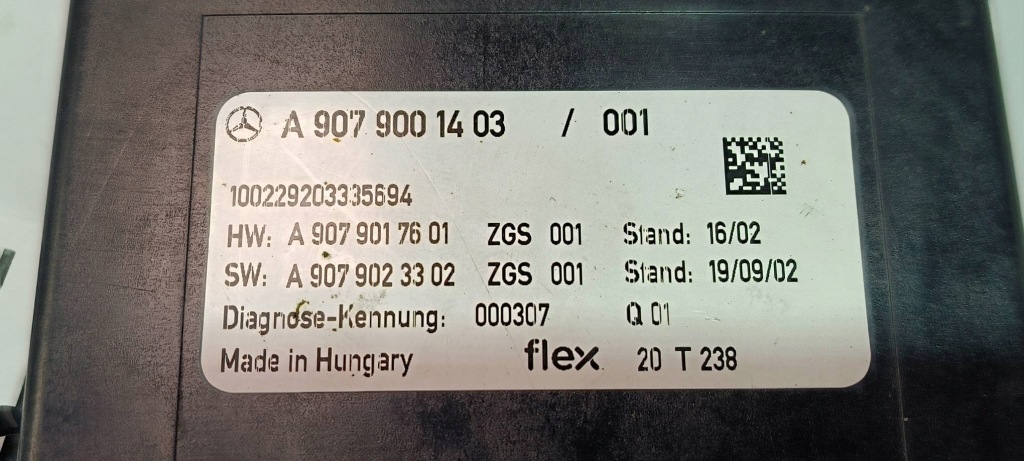 A 907 900 14 03 / 001
100229203335694
HW: A 907 901 76 01 ZGS 001 Stand: 16/02
SW: A 907 902 33 02 ZGS 001 Stand: 19/09/02
Diagnose-Kennung: 000307 Q 01
Made in Hungary flex 20 T 238